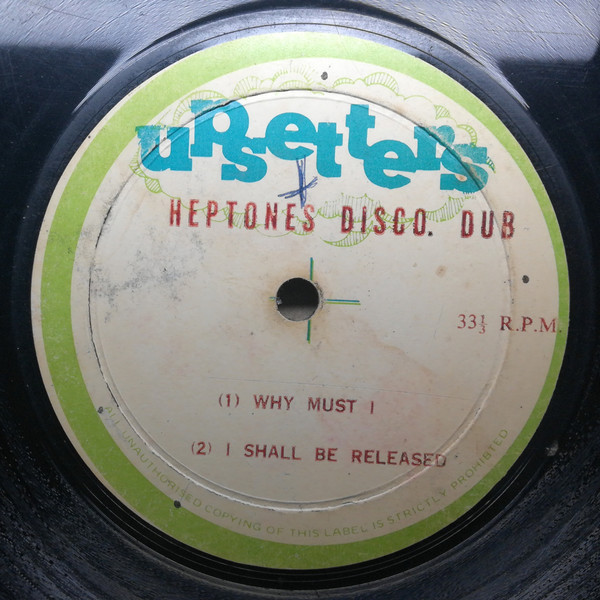 upsetter's
HEPTONES DISCO. DUB
33⅓ R.P.M.
(1) WHY MUST I
(2) I SHALL BE RELEASED
ALL UNAUTHORISED COPYING OF THIS LABEL IS STRICTLY PROHIBITED